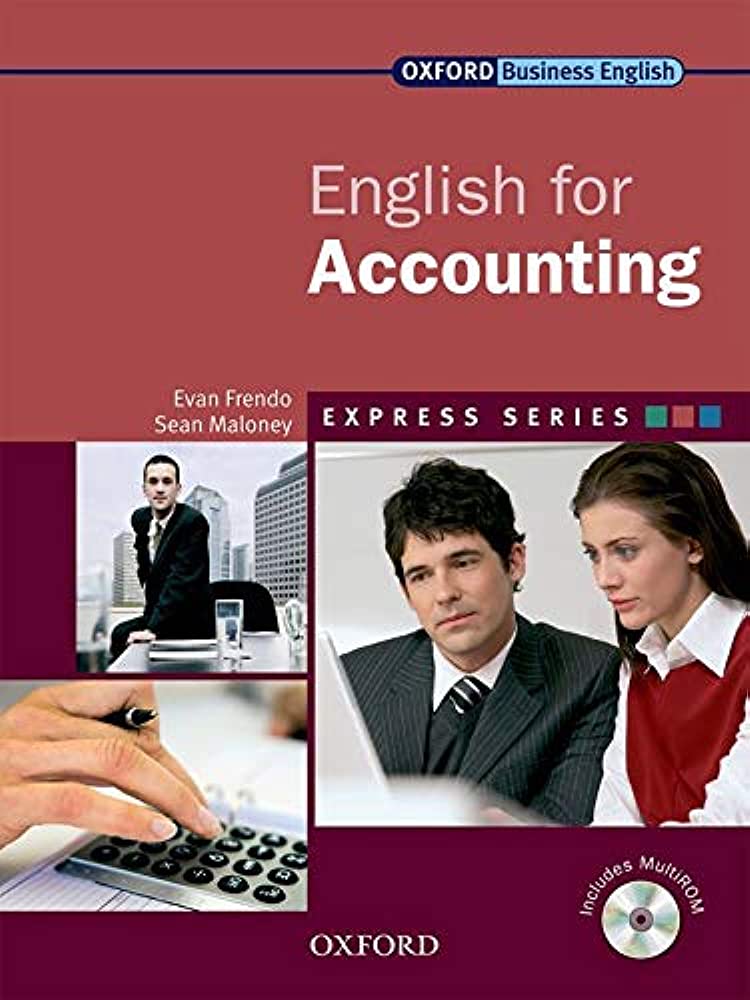 OXFORD Business English
English for
Accounting
Evan Frendo
Sean Maloney
EXPRESS SERIES
Includes MultiROM
OXFORD